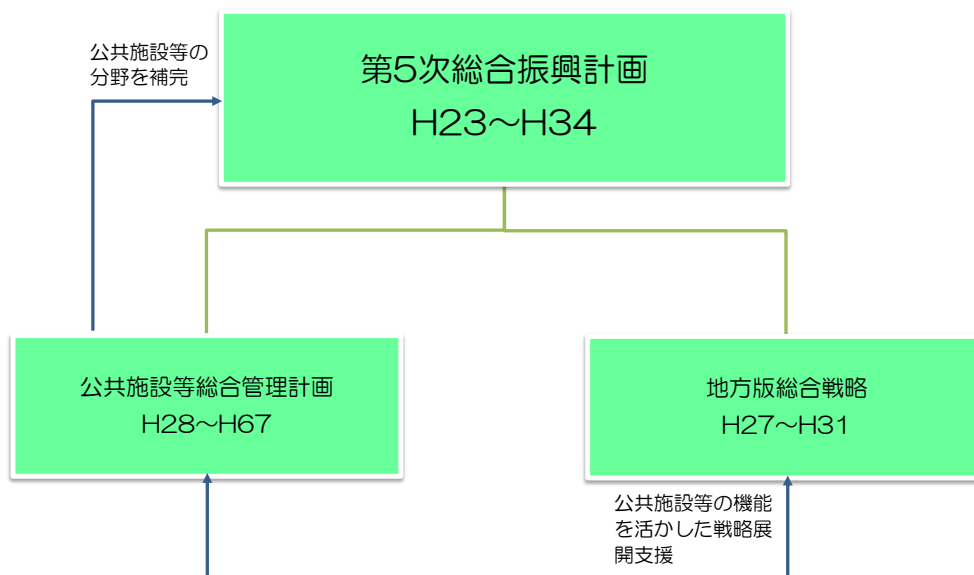 公共施設等の
分野を補完
第5次総合振興計画
H23～H34
公共施設等総合管理計画
H28～H67
地方版総合戦略
H27～H31
公共施設等の機能
を活かした戦略展
開支援